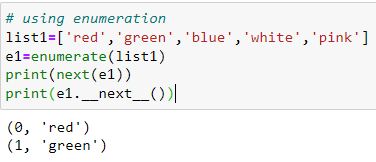 # using enumeration
list1=['red','green','blue','white','pink']
e1=enumerate(list1)
print(next(e1))
print(e1.__next__())
(0, 'red')
(1, 'green')